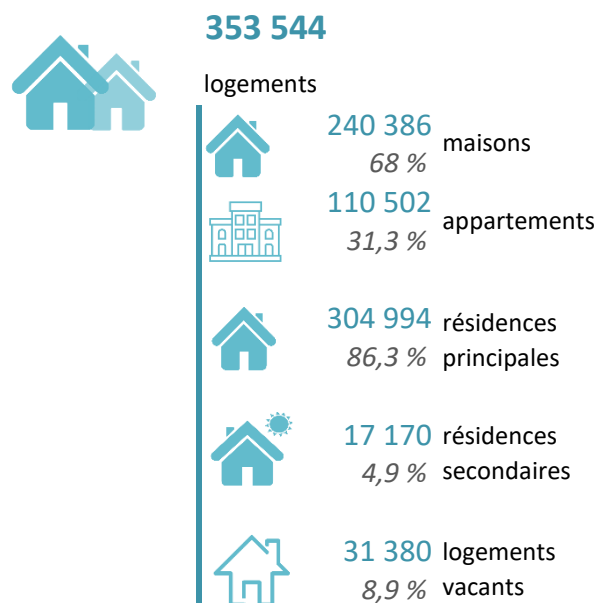 353 544
logements
240 386
68 %
maisons
110 502
31,3 %
appartements
304 994 résidences
86,3 % principales
17 170 résidences
4,9 % secondaires
31 380 logements
8,9 % vacants